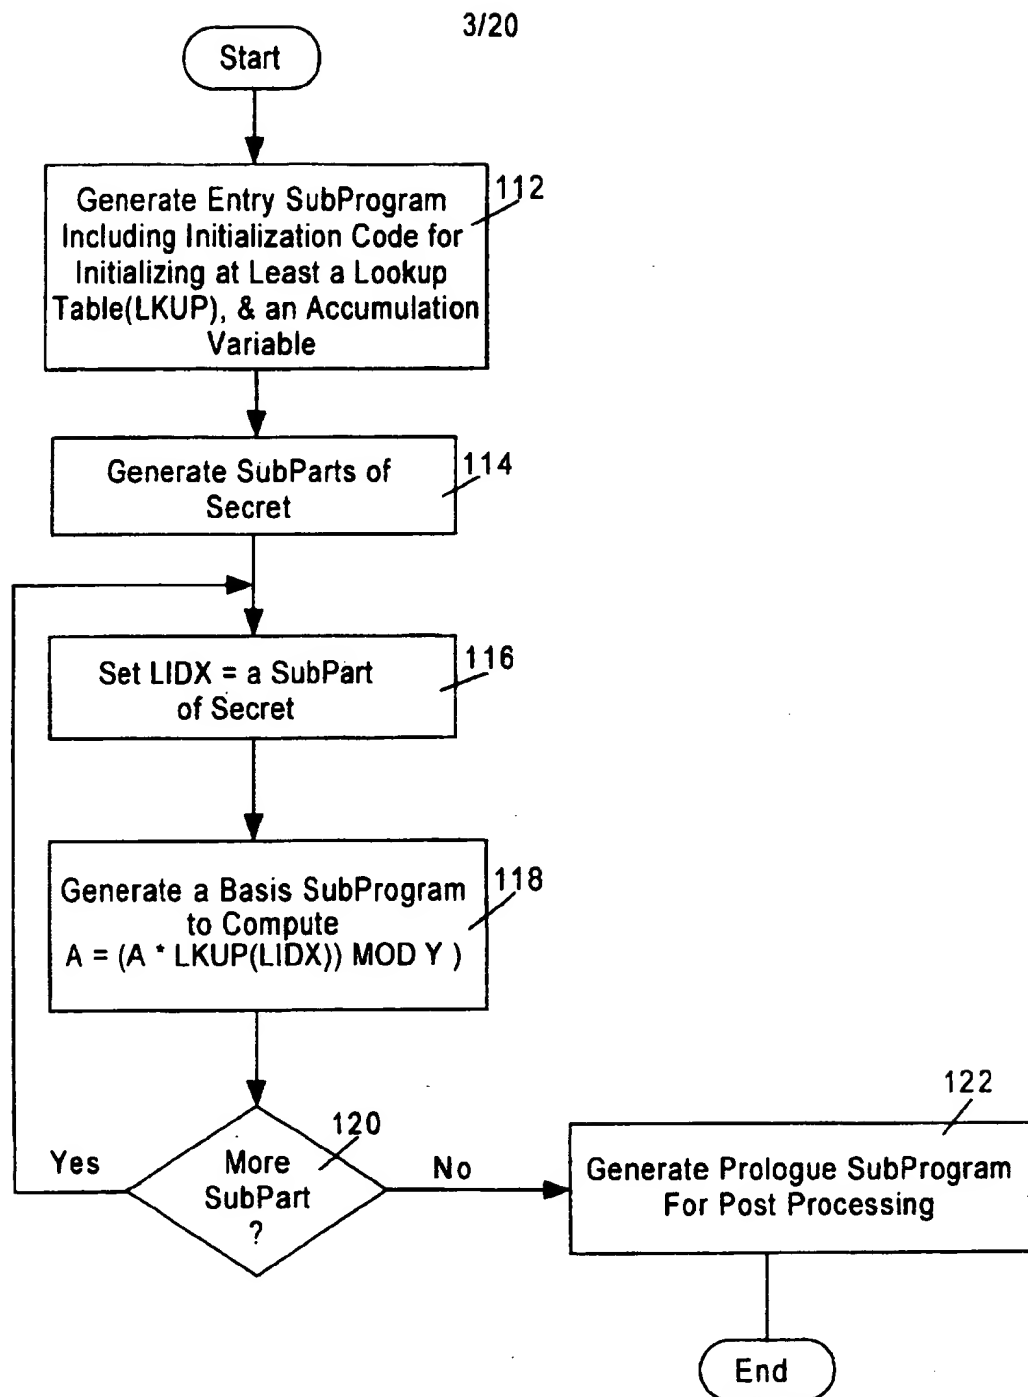 3/20
Start
Generate Entry SubProgram
Including Initialization Code for
Initializing at Least a Lookup
Table(LKUP), & an Accumulation
Variable
112
Generate SubParts of
Secret
114
Set LIDX = a SubPart
of Secret
116
Generate a Basis SubProgram
to Compute
A = (A * LKUP(LIDX)) MOD Y )
118
More
SubPart
?
120
Yes
No
122
Generate Prologue SubProgram
For Post Processing
End